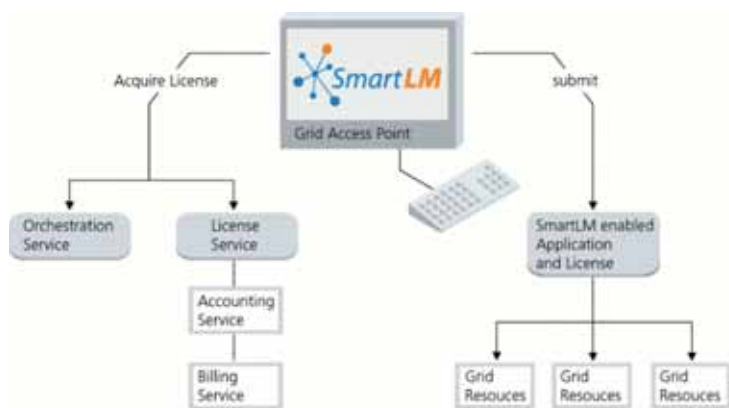 SmartLM
Acquire License
submit
Grid Access Point
Orchestration
Service
License
Service
SmartLM enabled
Application
and License
Accounting
Service
Billing
Service
Grid
Resouces
Grid
Resouces
Grid
Resouces